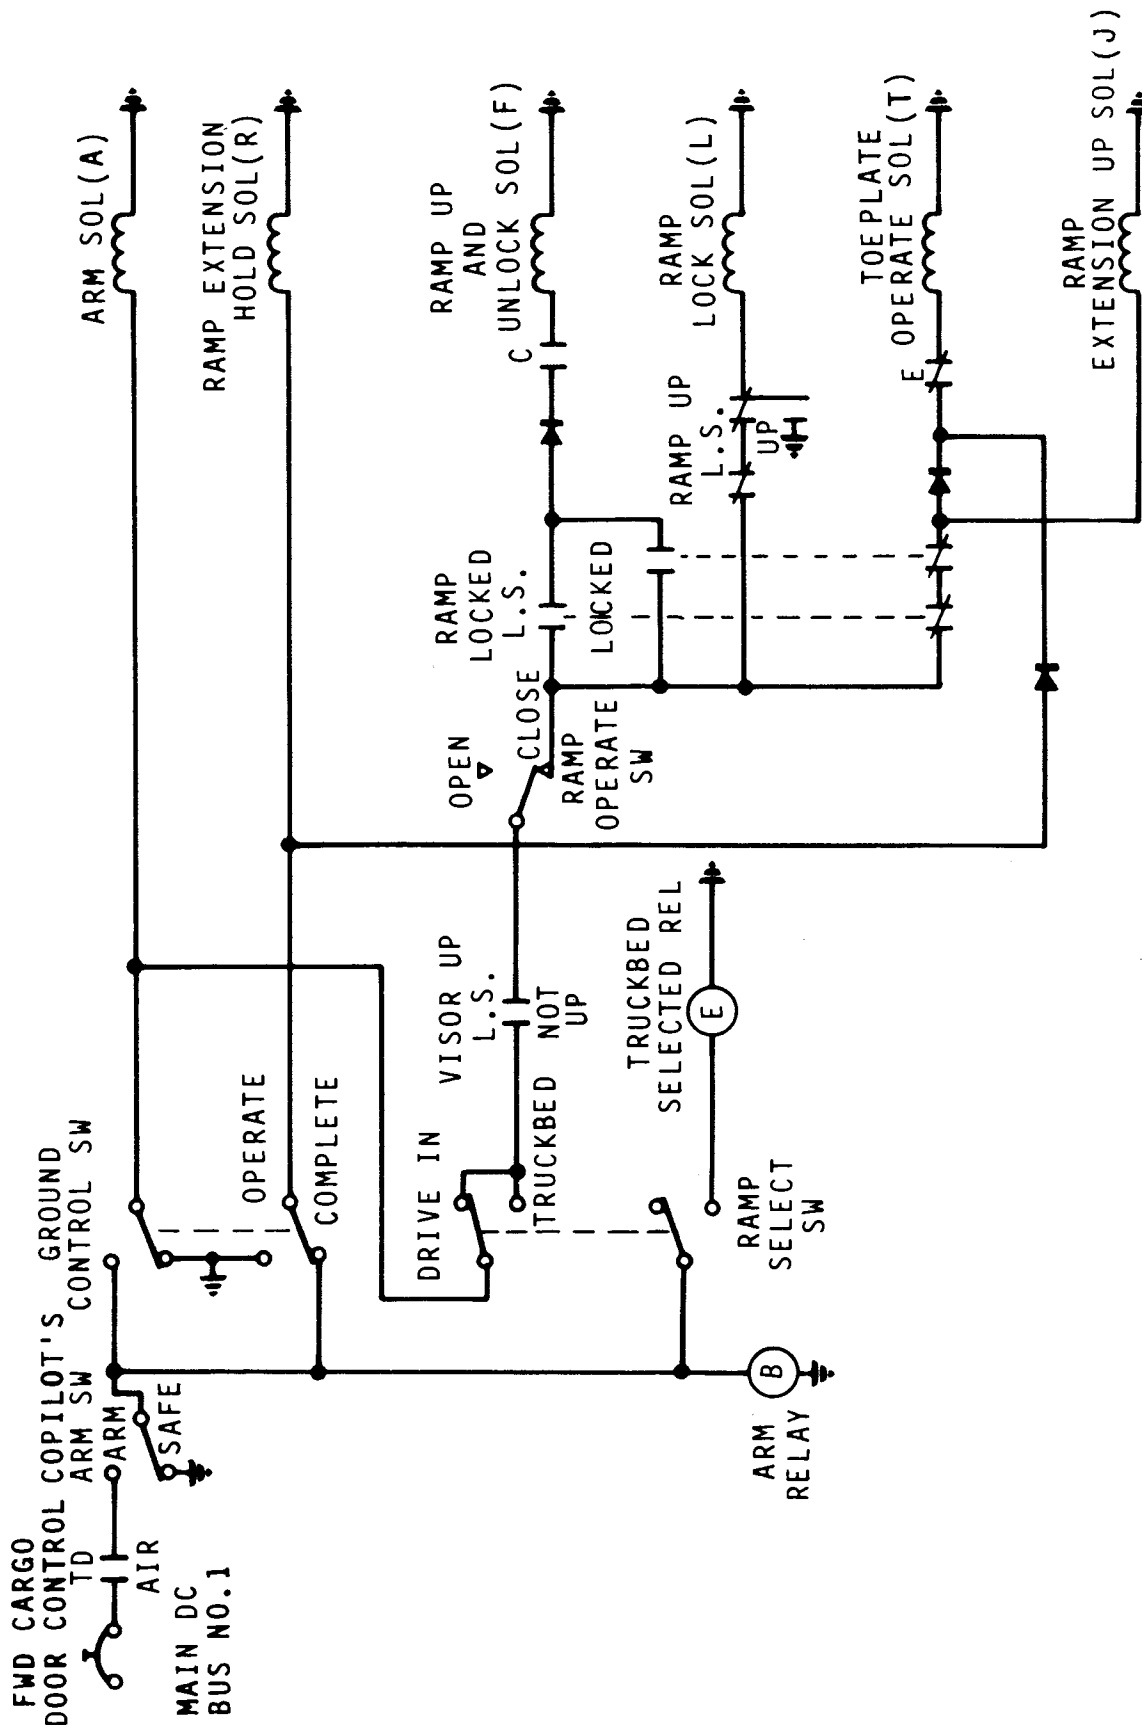 FWD CARGO
DOOR CONTROL
TD
AIR
MAIN DC
BUS NO.1
COPILOT'S
ARM SW
ARM
SAFE
GROUND
CONTROL SW
OPERATE
COMPLETE
ARM SOL(A)
RAMP EXTENSION
HOLD SOL(R)
DRIVE IN
TRUCKBED
VISOR UP
L.S.
NOT
UP
OPEN
CLOSE
RAMP
OPERATE
SW
RAMP
LOCKED
L.S.
LOCKED
C
RAMP UP
AND
UNLOCK SOL(F)
RAMP UP
L.S.
UP
RAMP
LOCK SOL(L)
E
TOEPLATE
OPERATE SOL(T)
RAMP
EXTENSION UP SOL(J)
TRUCKBED
SELECTED REL
E
RAMP
SELECT
SW
B
ARM
RELAY